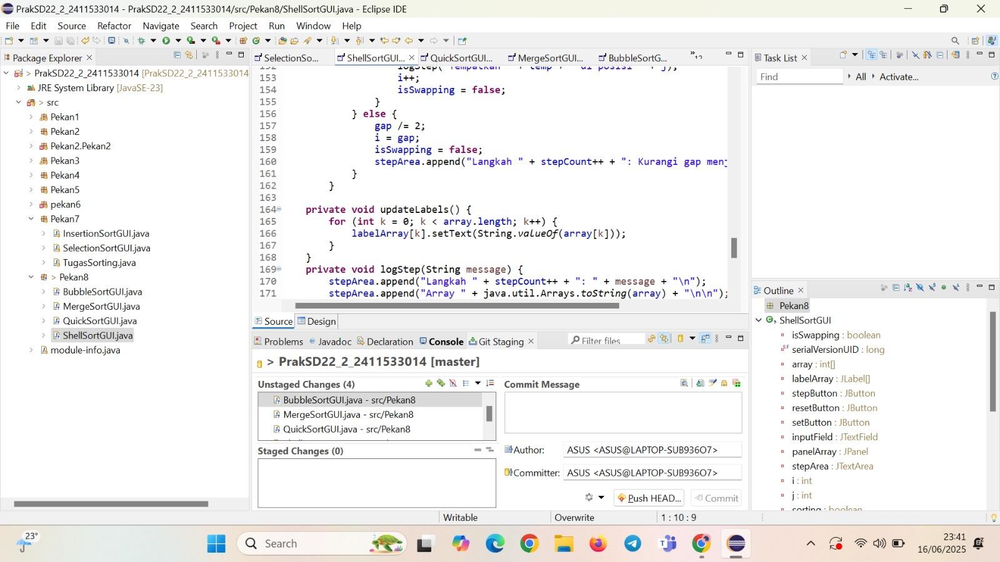 PrakSD22_2_2411533014 - PrakSD22_2_2411533014/src/Pekan8/ShellSortGUI.java - Eclipse IDE
File Edit Source Refactor Navigate Search Project Run Window Help
Package Explorer
> PrakSD22_2_2411533014 [PrakSD22_2_2411533014
JRE System Library [JavaSE-23]
> src
Pekan1
Pekan2
Pekan2.Pekan2
Pekan3
Pekan4
Pekan5
pekan6
Pekan7
InsertionSortGUI.java
SelectionSortGUI.java
TugasSorting.java
> Pekan8
BubbleSortGUI.java
MergeSortGUI.java
QuickSortGUI.java
ShellSortGUI.java
module-info.java
SelectionSo... ShellSortGUI... QuickSortGUI... MergeSortGUI... BubbleSortG... »12
152 logStep("Tempatkan " + temp + " di posisi " + j);
153 i++;
154 isSwapping = false;
155 }
156 } else {
157 gap /= 2;
158 i = gap;
159 isSwapping = false;
160 stepArea.append("Langkah " + stepCount++ + ": Kurangi gap menj
161 }
162 }
163
164 private void updateLabels() {
165 for (int k = 0; k < array.length; k++) {
166 labelArray[k].setText(String.valueOf(array[k]));
167 }
168 }
169 private void logStep(String message) {
170 stepArea.append("Langkah " + stepCount++ + ": " + message + "\n");
171 stepArea.append("Array " + java.util.Arrays.toString(array) + "\n\n");
Source Design
Problems Javadoc Declaration Console Git Staging Filter files
> PrakSD22_2_2411533014 [master]
Unstaged Changes (4)
BubbleSortGUI.java - src/Pekan8
MergeSortGUI.java - src/Pekan8
QuickSortGUI.java - src/Pekan8
Staged Changes (0)
Commit Message
Author: ASUS <ASUS@LAPTOP-SUB936O7>
Committer: ASUS <ASUS@LAPTOP-SUB936O7>
Push HEAD... Commit
Task List
Find All Activate...
Outline
Pekan8
ShellSortGUI
isSwapping : boolean
serialVersionUID : long
array : int[]
labelArray : JLabel[]
stepButton : JButton
resetButton : JButton
setButton : JButton
inputField : JTextField
panelArray : JPanel
stepArea : JTextArea
i : int
j : int
sorting : boolean
Writable Overwrite 1 : 10 : 9
23°
Search
23:41
16/06/2025